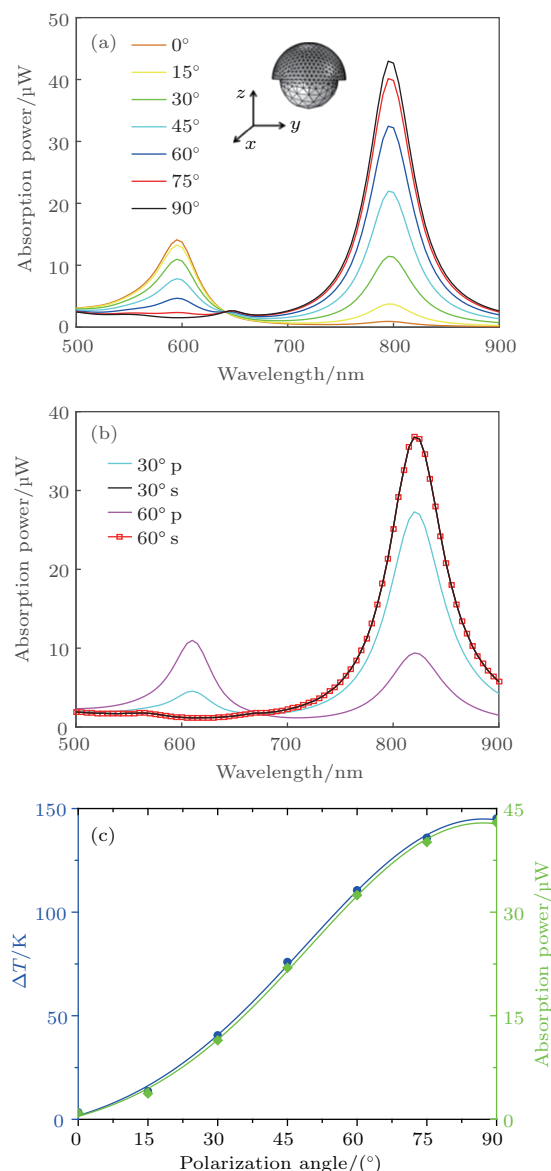 (a)
0°
15°
30°
45°
60°
75°
90°
z
y
x
Absorption power/μW
50
40
30
20
10
0
500
600
700
800
900
Wavelength/nm
(b)
30° p
30° s
60° p
60° s
Absorption power/μW
40
30
20
10
0
500
600
700
800
900
Wavelength/nm
(c)
ΔT/K
150
100
50
0
45
30
15
0
Absorption power/μW
0
15
30
45
60
75
90
Polarization angle/(°)